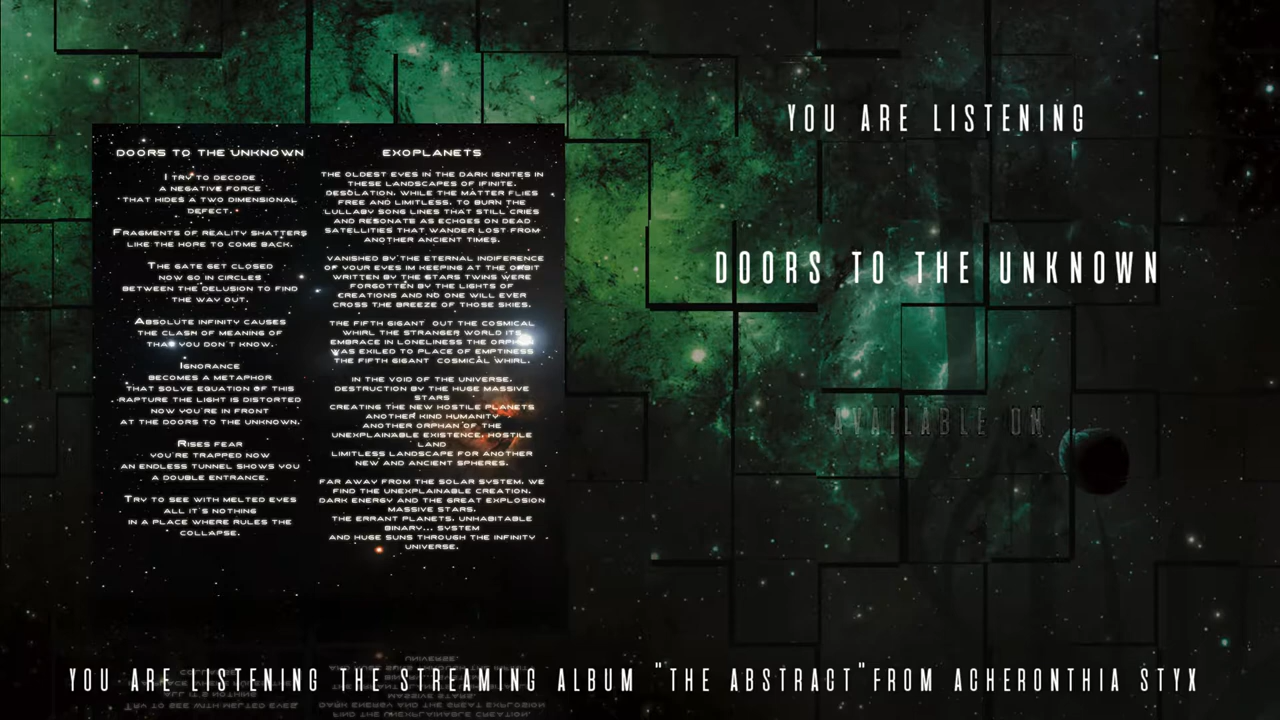 DOORS TO THE UNKNOWN
I TRY TO DECODE
A NEGATIVE FORCE
THAT HIDES A TWO DIMENSIONAL
DEFECT.
FRAGMENTS OF REALITY SHATTERS
LIKE THE HOPE TO COME BACK.
THE GATE GET CLOSED
NOW GO IN CIRCLES
BETWEEN THE DELUSION TO FIND
THE WAY OUT.
ABSOLUTE INFINITY CAUSES
THE CLASH OF MEANING OF
THAT YOU DON'T KNOW.
IGNORANCE
BECOMES A METAPHOR
THAT SOLVE EQUATION OF THIS
RAPTURE THE LIGHT IS DISTORTED
NOW YOU'RE IN FRONT
AT THE DOORS TO THE UNKNOWN.
RISES FEAR
YOU'RE TRAPPED NOW
AN ENDLESS TUNNEL SHOWS YOU
A DOUBLE ENTRANCE.
TRY TO SEE WITH MELTED EYES
ALL IT'S NOTHING
IN A PLACE WHERE RULES THE
COLLAPSE.
EXOPLANETS
THE OLDEST EYES IN THE DARK IGNITES IN
THESE LANDSCAPES OF IFINITE.
DESOLATION, WHILE THE MATTER FLIES
FREE AND LIMITLESS, TO BURN THE
LULLABY SONG LINES THAT STILL CRIES
AND RESONATE AS ECHOES ON DEAD
SATELLITIES THAT WANDER LOST FROM
ANOTHER ANCIENT TIMES.
VANISHED BY THE ETERNAL INDIFERENCE
OF YOUR EYES IM KEEPING AT THE ORBIT
WRITTEN BY THE STARS TWINS WERE
FORGOTTEN BY THE LIGHTS OF
CREATIONS AND NO ONE WILL EVER
CROSS THE BREEZE OF THOSE SKIES.
THE FIFTH GIGANT OUT THE COSMICAL
WHIRL THE STRANGER WORLD ITS
EMBRACE IN LONELINESS THE ORPHAN
WAS EXILED TO PLACE OF EMPTINESS
THE FIFTH GIGANT COSMICAL WHIRL.
IN THE VOID OF THE UNIVERSE.
DESTRUCTION BY THE HUGE MASSIVE
STARS
CREATING THE NEW HOSTILE PLANETS
ANOTHER KIND HUMANITY
ANOTHER ORPHAN OF THE
UNEXPLAINABLE EXISTENCE, HOSTILE
LAND
LIMITLESS LANDSCAPE FOR ANOTHER
NEW AND ANCIENT SPHERES.
FAR AWAY FROM THE SOLAR SYSTEM, WE
FIND THE UNEXPLAINABLE CREATION.
DARK ENERGY AND THE GREAT EXPLOSION
MASSIVE STARS,
THE ERRANT PLANETS, UNHABITABLE
BINARY... SYSTEM
AND HUGE SUNS THROUGH THE INFINITY
UNIVERSE.
YOU ARE LISTENING
DOORS TO THE UNKNOWN
AVAILABLE ON
YOU ARE LISTENING THE STREAMING ALBUM "THE ABSTRACT" FROM ACHERONTHIA STYX